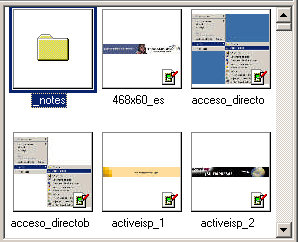 _notes
468x60_es
acceso_directo
acceso_directob
activeisp_1
activeisp_2